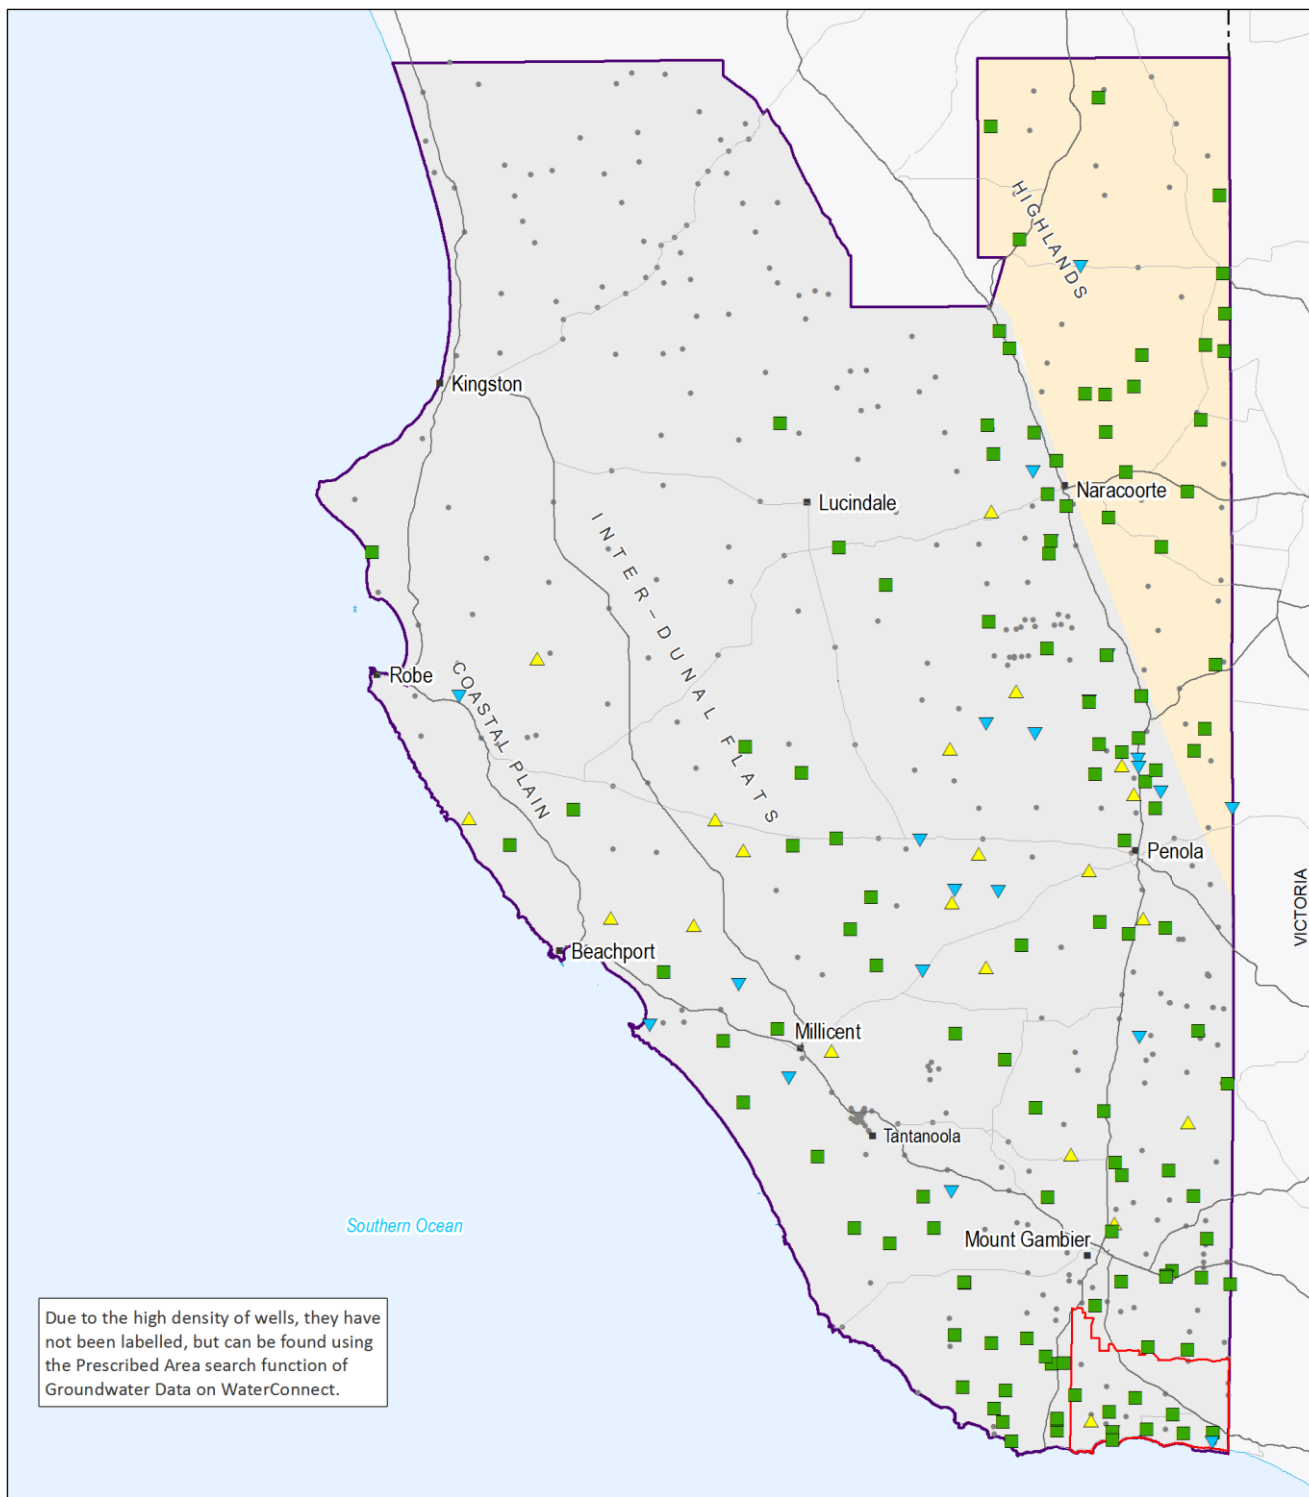 HIGHLANDS
Kingston
Naracoorte
Lucindale
INTER-DUNAL FLATS
Robe
COASTAL PLAIN
Penola
VICTORIA
Beachport
Millicent
Tantanoola
Southern Ocean
Mount Gambier
Due to the high density of wells, they have
not been labelled, but can be found using
the Prescribed Area search function of
Groundwater Data on WaterConnect.